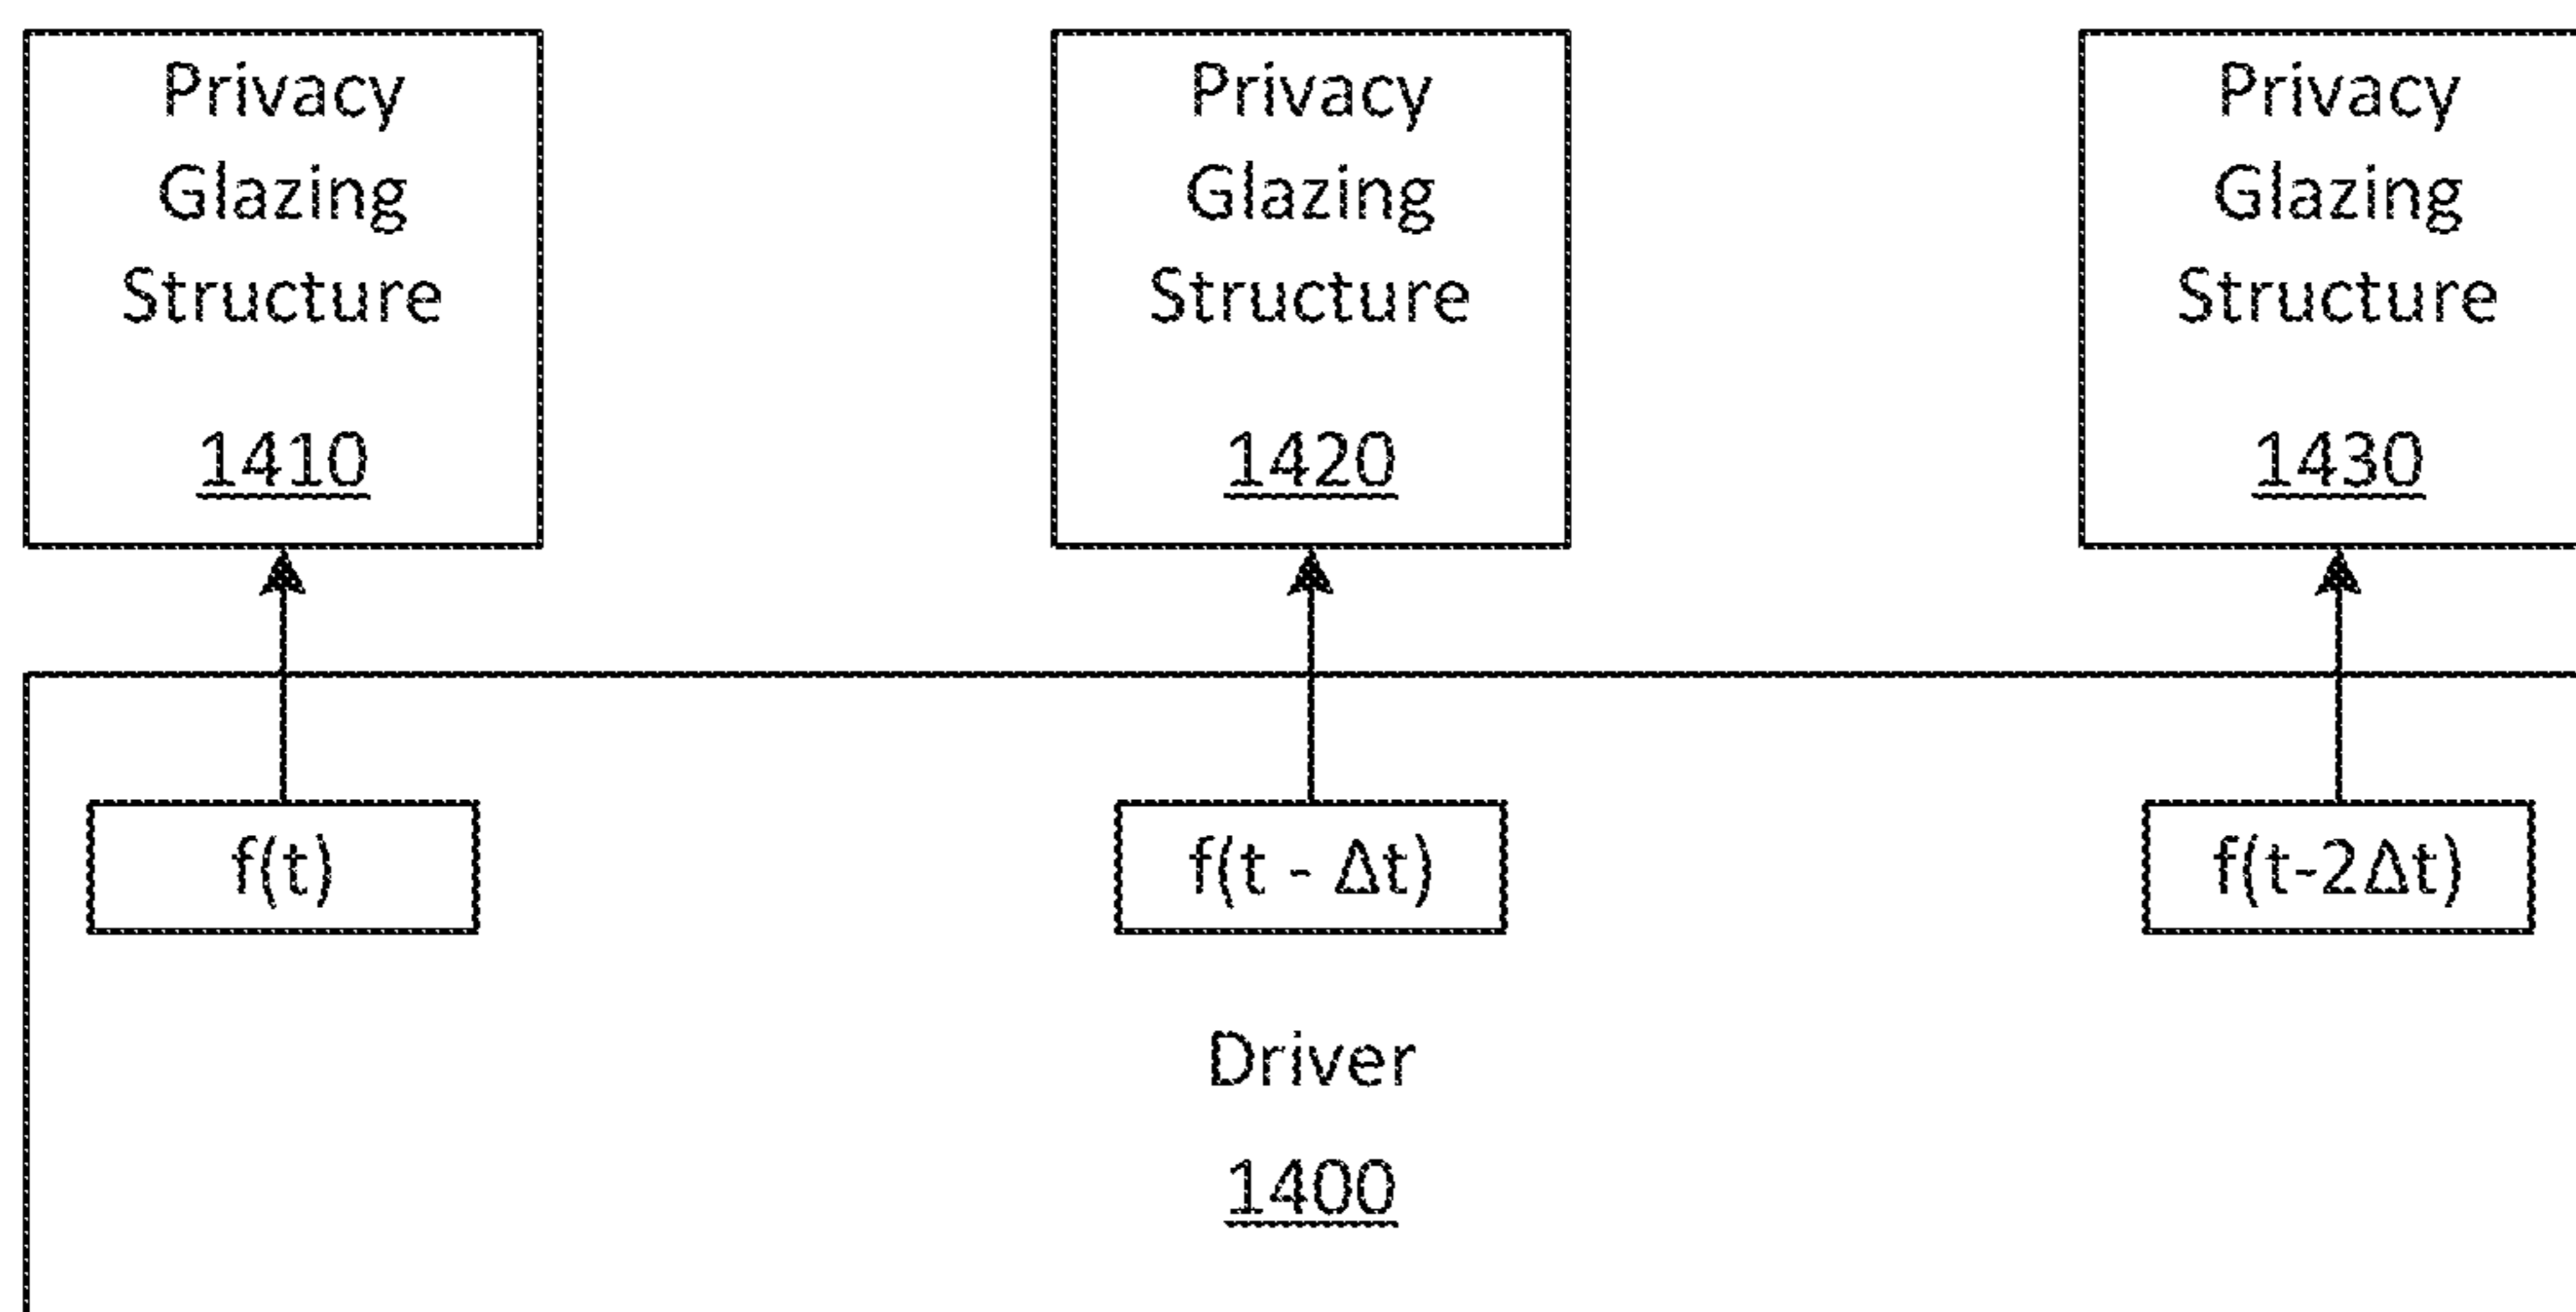 Privacy
Glazing
Structure
1410
Privacy
Glazing
Structure
1420
Privacy
Glazing
Structure
1430
f(t)
f(t - Δt)
f(t-2Δt)
Driver
1400